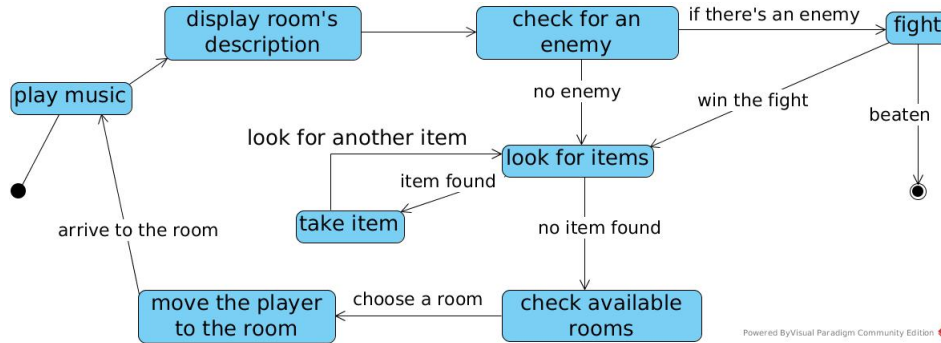 display room's
description
check for an
enemy
if there's an enemy
fight
play music
no enemy
win the fight
beaten
look for another item
look for items
item found
take item
no item found
arrive to the room
move the player
to the room
choose a room
check available
rooms
Powered ByVisual Paradigm Community Edition